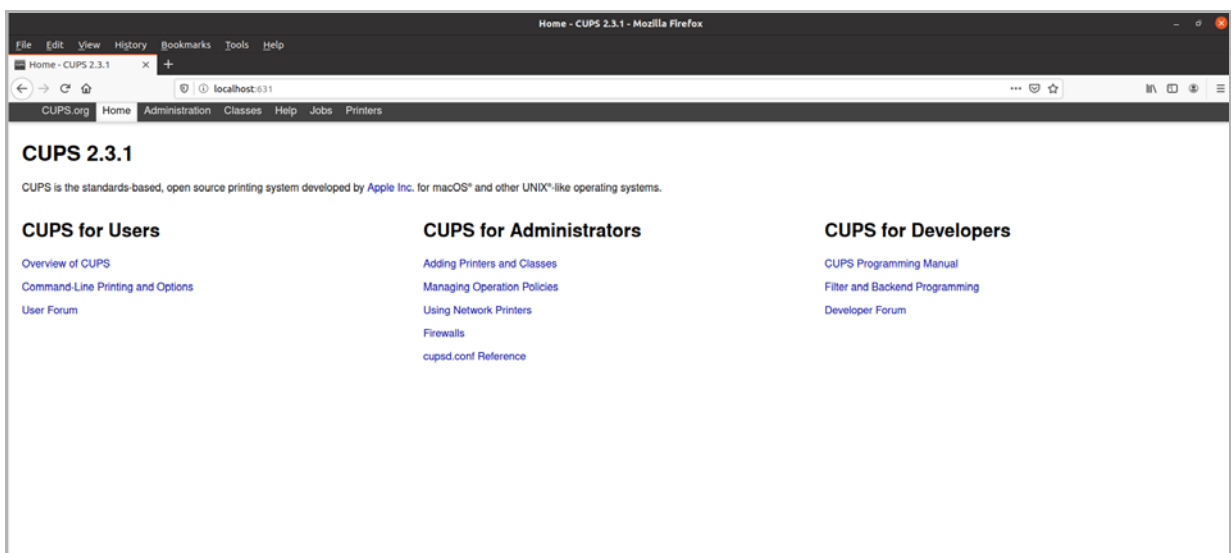 Home - CUPS 2.3.1 - Mozilla Firefox
File Edit View History Bookmarks Tools Help
Home - CUPS 2.3.1
localhost:631
CUPS.org Home Administration Classes Help Jobs Printers
CUPS 2.3.1
CUPS is the standards-based, open source printing system developed by Apple Inc. for macOS® and other UNIX®-like operating systems.
CUPS for Users
Overview of CUPS
Command-Line Printing and Options
User Forum
CUPS for Administrators
Adding Printers and Classes
Managing Operation Policies
Using Network Printers
Firewalls
cupsd.conf Reference
CUPS for Developers
CUPS Programming Manual
Filter and Backend Programming
Developer Forum